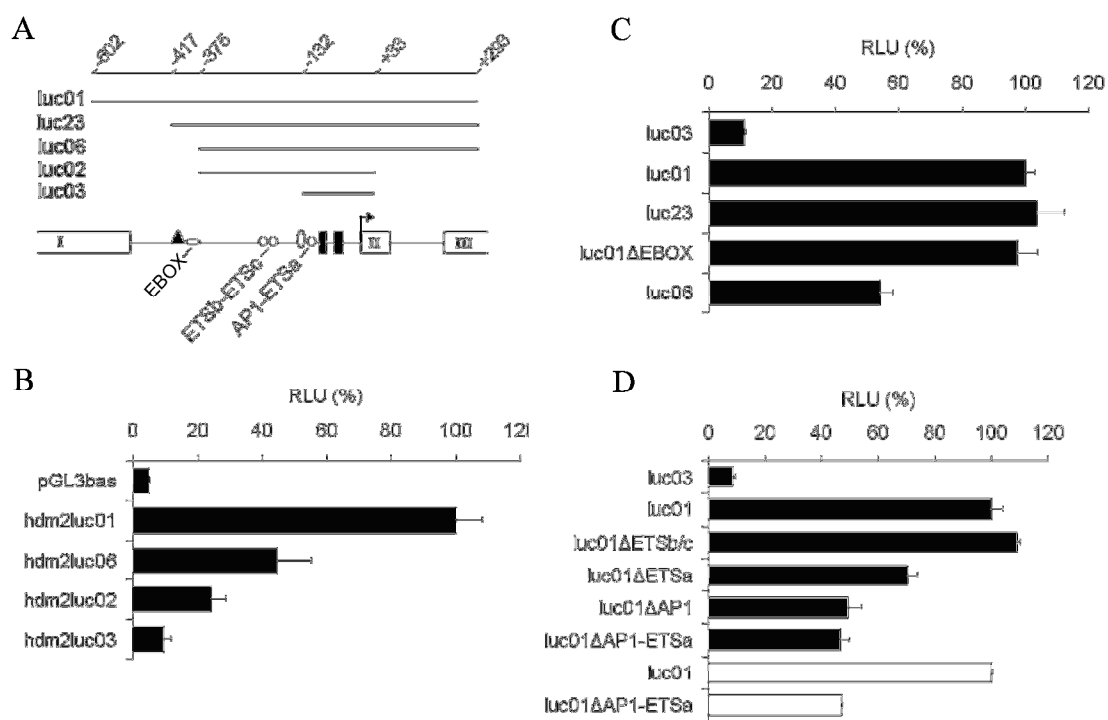 A
-602
-417
-375
-132
+33
+293
luc01
luc23
luc06
luc02
luc03
I
II
III
EBOX
ETSb-ETSc
AP1-ETSa
B
RLU (%)
0 20 40 60 80 100 120
pGL3bas
hdm2luc01
hdm2luc06
hdm2luc02
hdm2luc03
C
RLU (%)
0 20 40 60 80 100 120
luc03
luc01
luc23
luc01ΔEBOX
luc06
D
RLU (%)
0 20 40 60 80 100 120
luc03
luc01
luc01ΔETSb/c
luc01ΔETSa
luc01ΔAP1
luc01ΔAP1-ETSa
luc01
luc01ΔAP1-ETSa